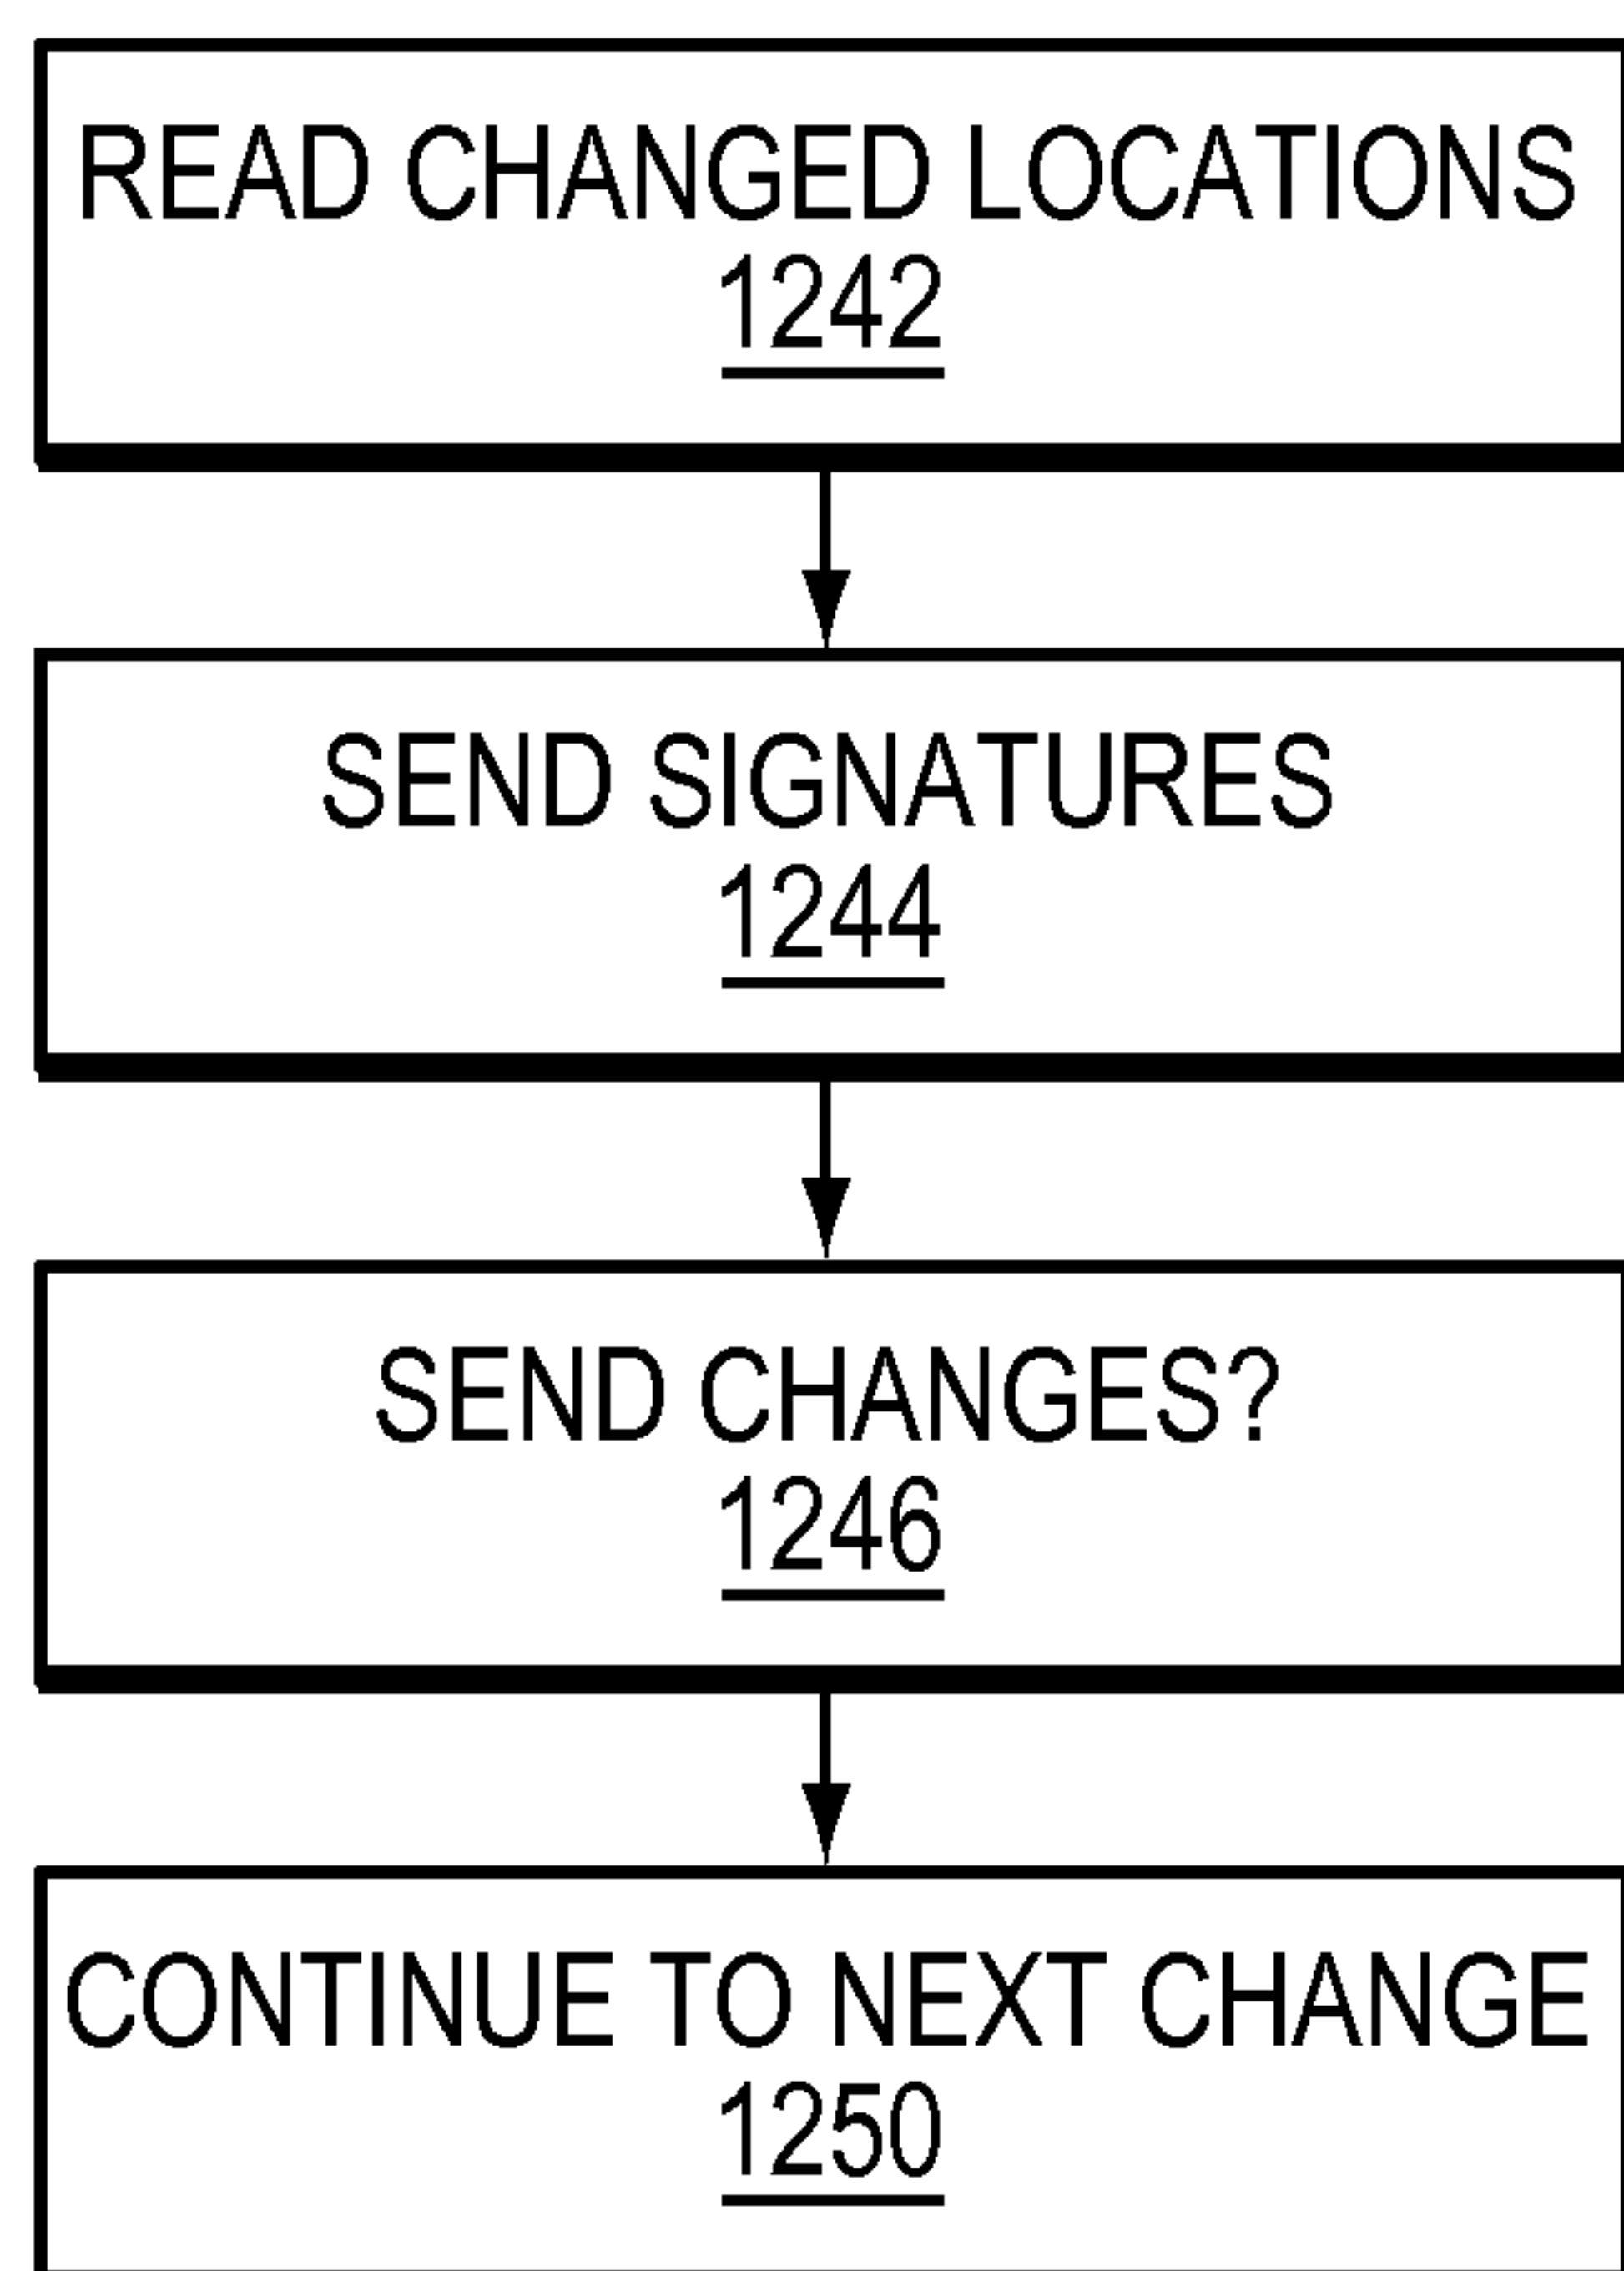 READ CHANGED LOCATIONS
1242
SEND SIGNATURES
1244
SEND CHANGES?
1246
CONTINUE TO NEXT CHANGE
1250